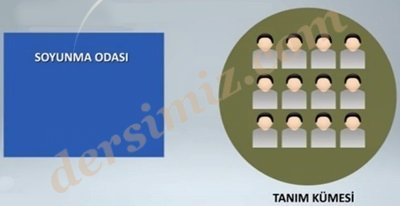 SOYUNMA ODASI
dersimiz.com
TANIM KÜMESİ